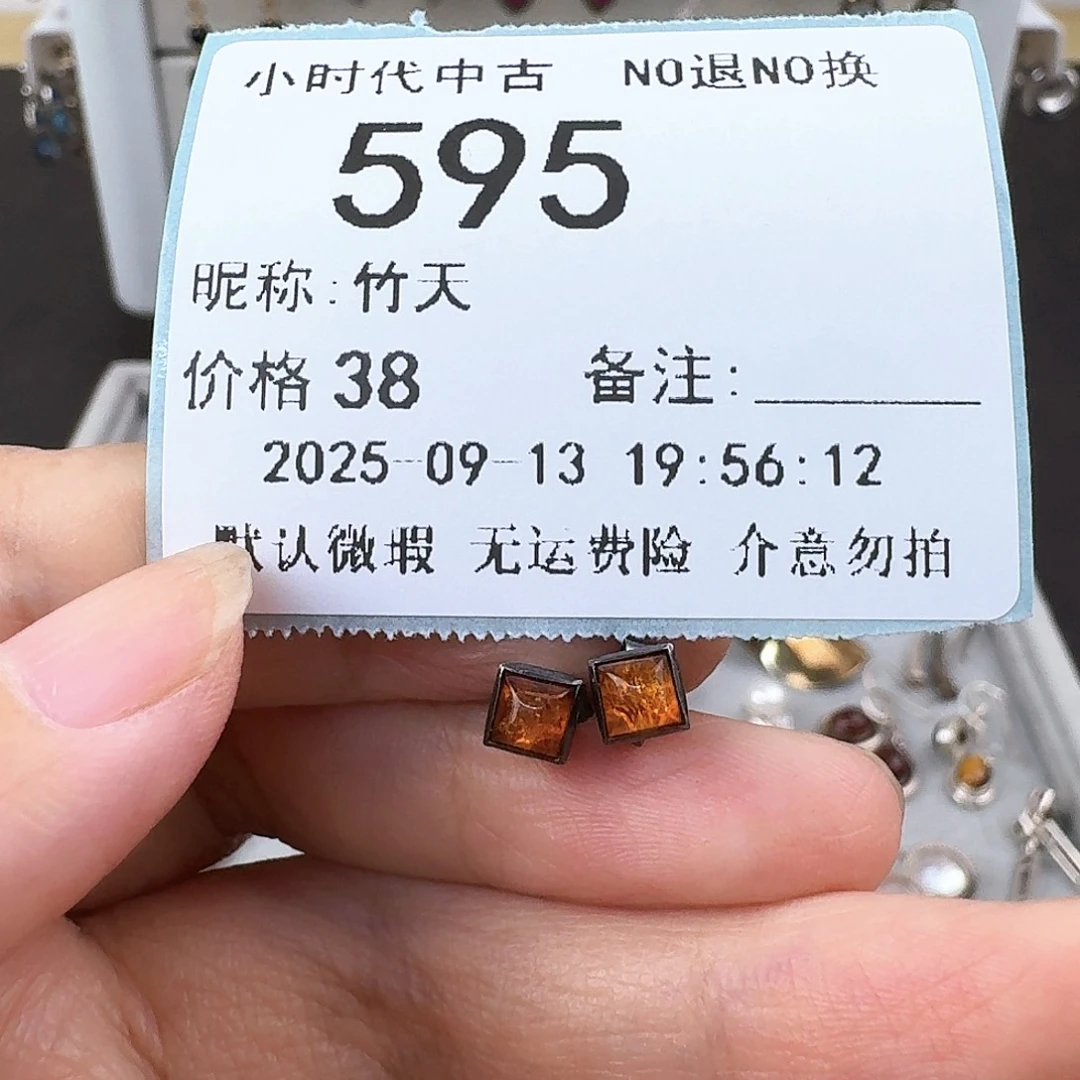 小时代中古 NO退NO换
595
昵称:竹天
价格 38 备注:________
2025-09-13 19:56:12
默认微瑕 无运费险 介意勿拍